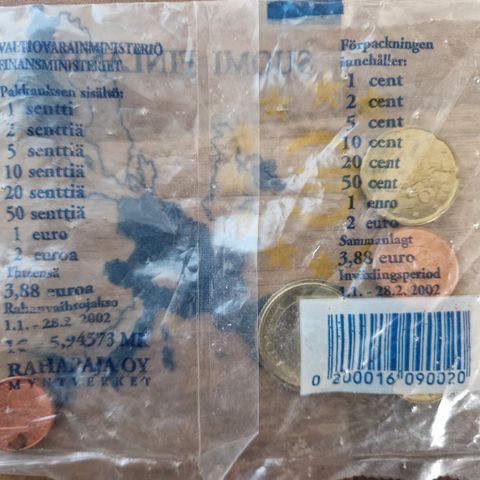 VALTIOVARAINMINISTERIÖ
FINANSMINISTERIET
Pakkauksen sisältö:
1 sentti
2 senttiä
5 senttiä
10 senttiä
20 senttiä
50 senttiä
1 euro
2 euroa
Yhteensä
3,88 euroa
Rahanvaihtojakso
1.1. - 28.2. 2002
5,94573 MK
RAHAPAJA OY
MYNTVERKET
SUOMI FINL
Förpackningen
innehåller:
1 cent
2 cent
5 cent
10 cent
20 cent
50 cent
1 euro
2 euro
Sammanlagt
3,88 euro
Inväxlingsperiod
1.1. - 28.2. 2002
0 200016 090020